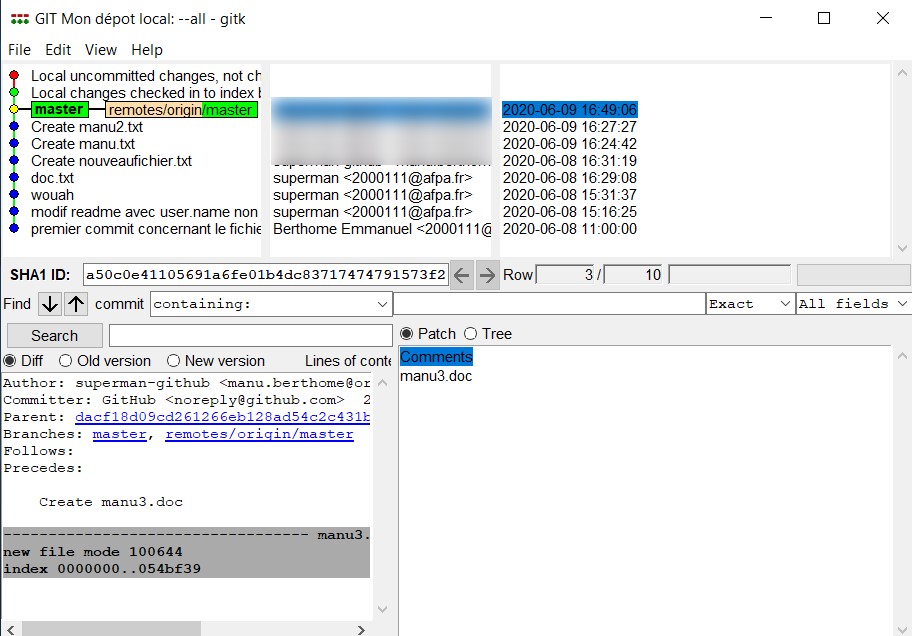 GIT Mon dépot local: --all - gitk
File Edit View Help
Local uncommitted changes, not ch
Local changes checked in to index b
master remotes/origin/master 2020-06-09 16:49:06
Create manu2.txt 2020-06-09 16:27:27
Create manu.txt 2020-06-09 16:24:42
Create nouveaufichier.txt 2020-06-08 16:31:19
doc.txt superman <2000111@afpa.fr> 2020-06-08 16:29:08
wouah superman <2000111@afpa.fr> 2020-06-08 15:31:37
modif readme avec user.name non superman <2000111@afpa.fr> 2020-06-08 15:16:25
premier commit concernant le fichie Berthome Emmanuel <2000111@ 2020-06-08 11:00:00
SHA1 ID: a50c0e41105691a6fe01b4dc83717474791573f2 Row 3 / 10
Find commit containing: Exact All fields
Search
Patch Tree
Diff Old version New version Lines of conte
Comments
manu3.doc
Author: superman-github <manu.berthome@or
Committer: GitHub <noreply@github.com> 2
Parent: dacf18d09cd261266eb128ad54c2c431b
Branches: master, remotes/origin/master
Follows:
Precedes:
Create manu3.doc
---------------------------------- manu3.
new file mode 100644
index 0000000..054bf39